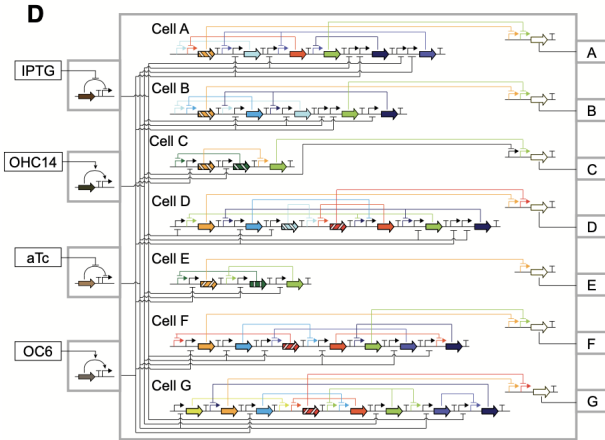 D
Cell A
A
IPTG
Cell B
B
Cell C
OHC14
C
Cell D
D
aTc
Cell E
E
Cell F
F
OC6
Cell G
G